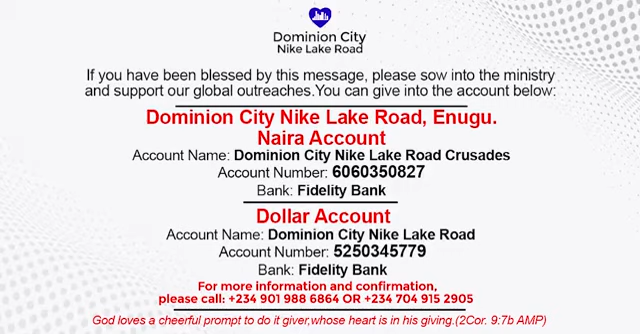 Dominion City
Nike Lake Road
If you have been blessed by this message, please sow into the ministry
and support our global outreaches.You can give into the account below:
Dominion City Nike Lake Road, Enugu.
Naira Account
Account Name: Dominion City Nike Lake Road Crusades
Account Number: 6060350827
Bank: Fidelity Bank
Dollar Account
Account Name: Dominion City Nike Lake Road
Account Number: 5250345779
Bank: Fidelity Bank
For more information and confirmation,
please call: +234 901 988 6864 OR +234 704 915 2905
God loves a cheerful prompt to do it giver,whose heart is in his giving.(2Cor. 9:7b AMP)